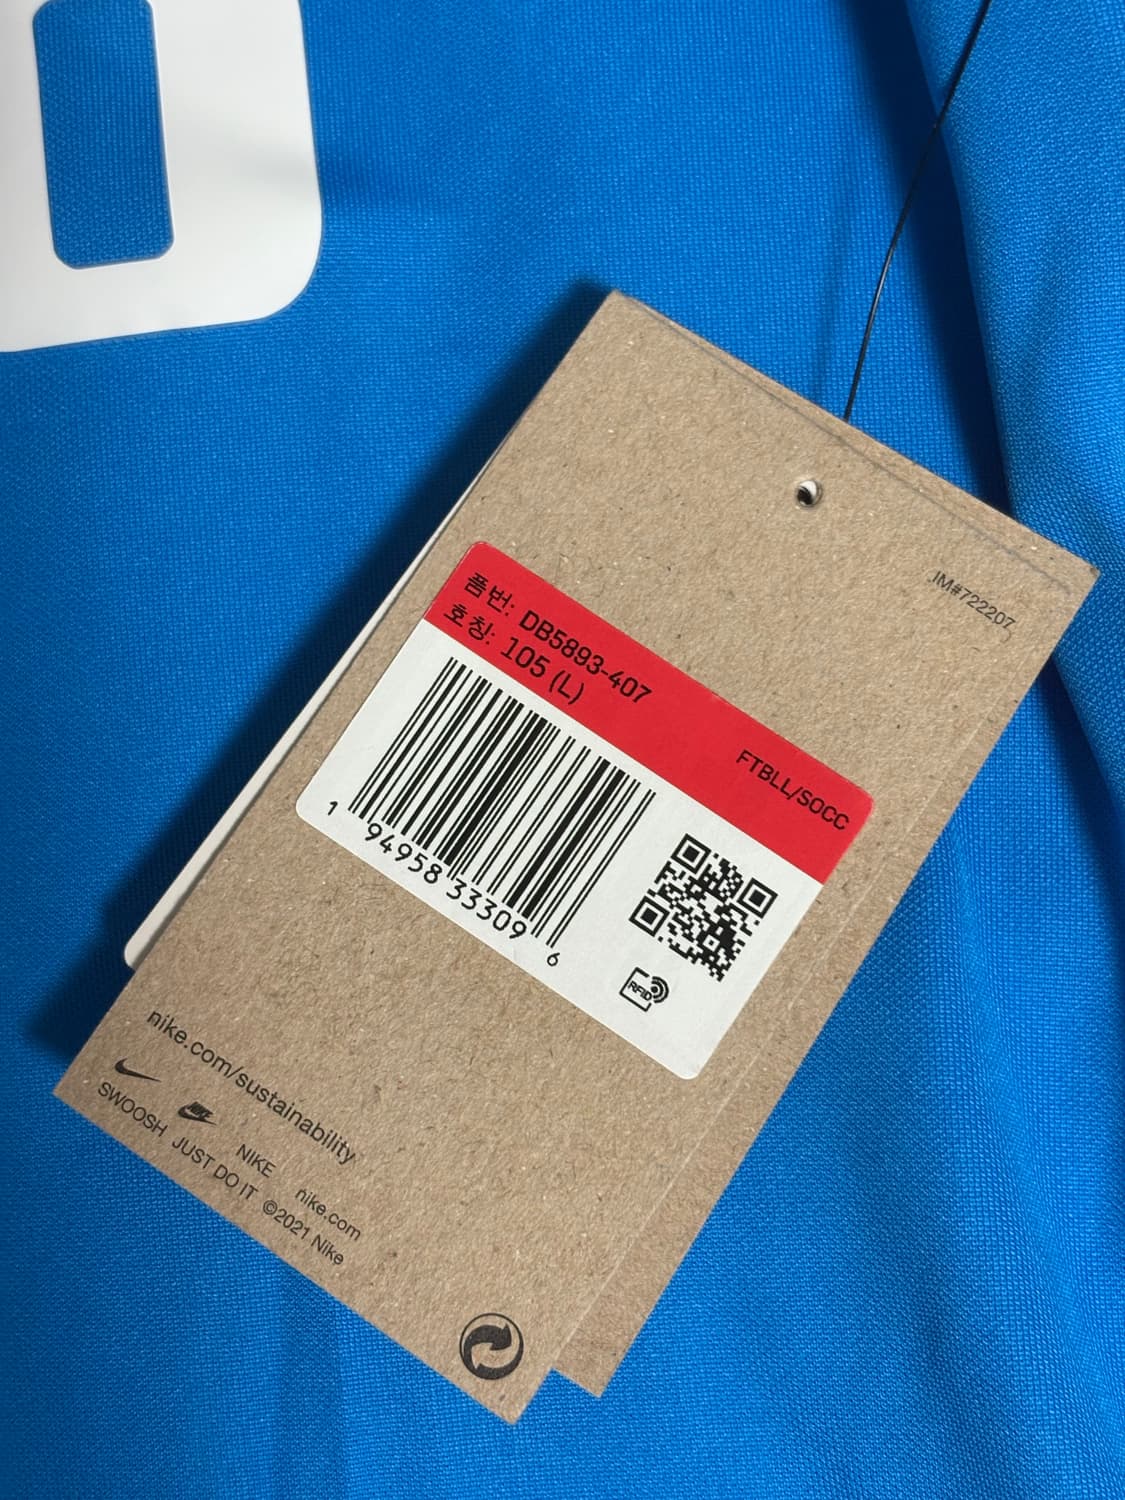 JM#722207
품번: DB5893-407
호칭: 105 (L)
FTBLL/SOCC
1 94958 33309 6
RFID
nike.com/sustainability
NIKE nike.com
SWOOSH JUST DO IT ©2021 Nike